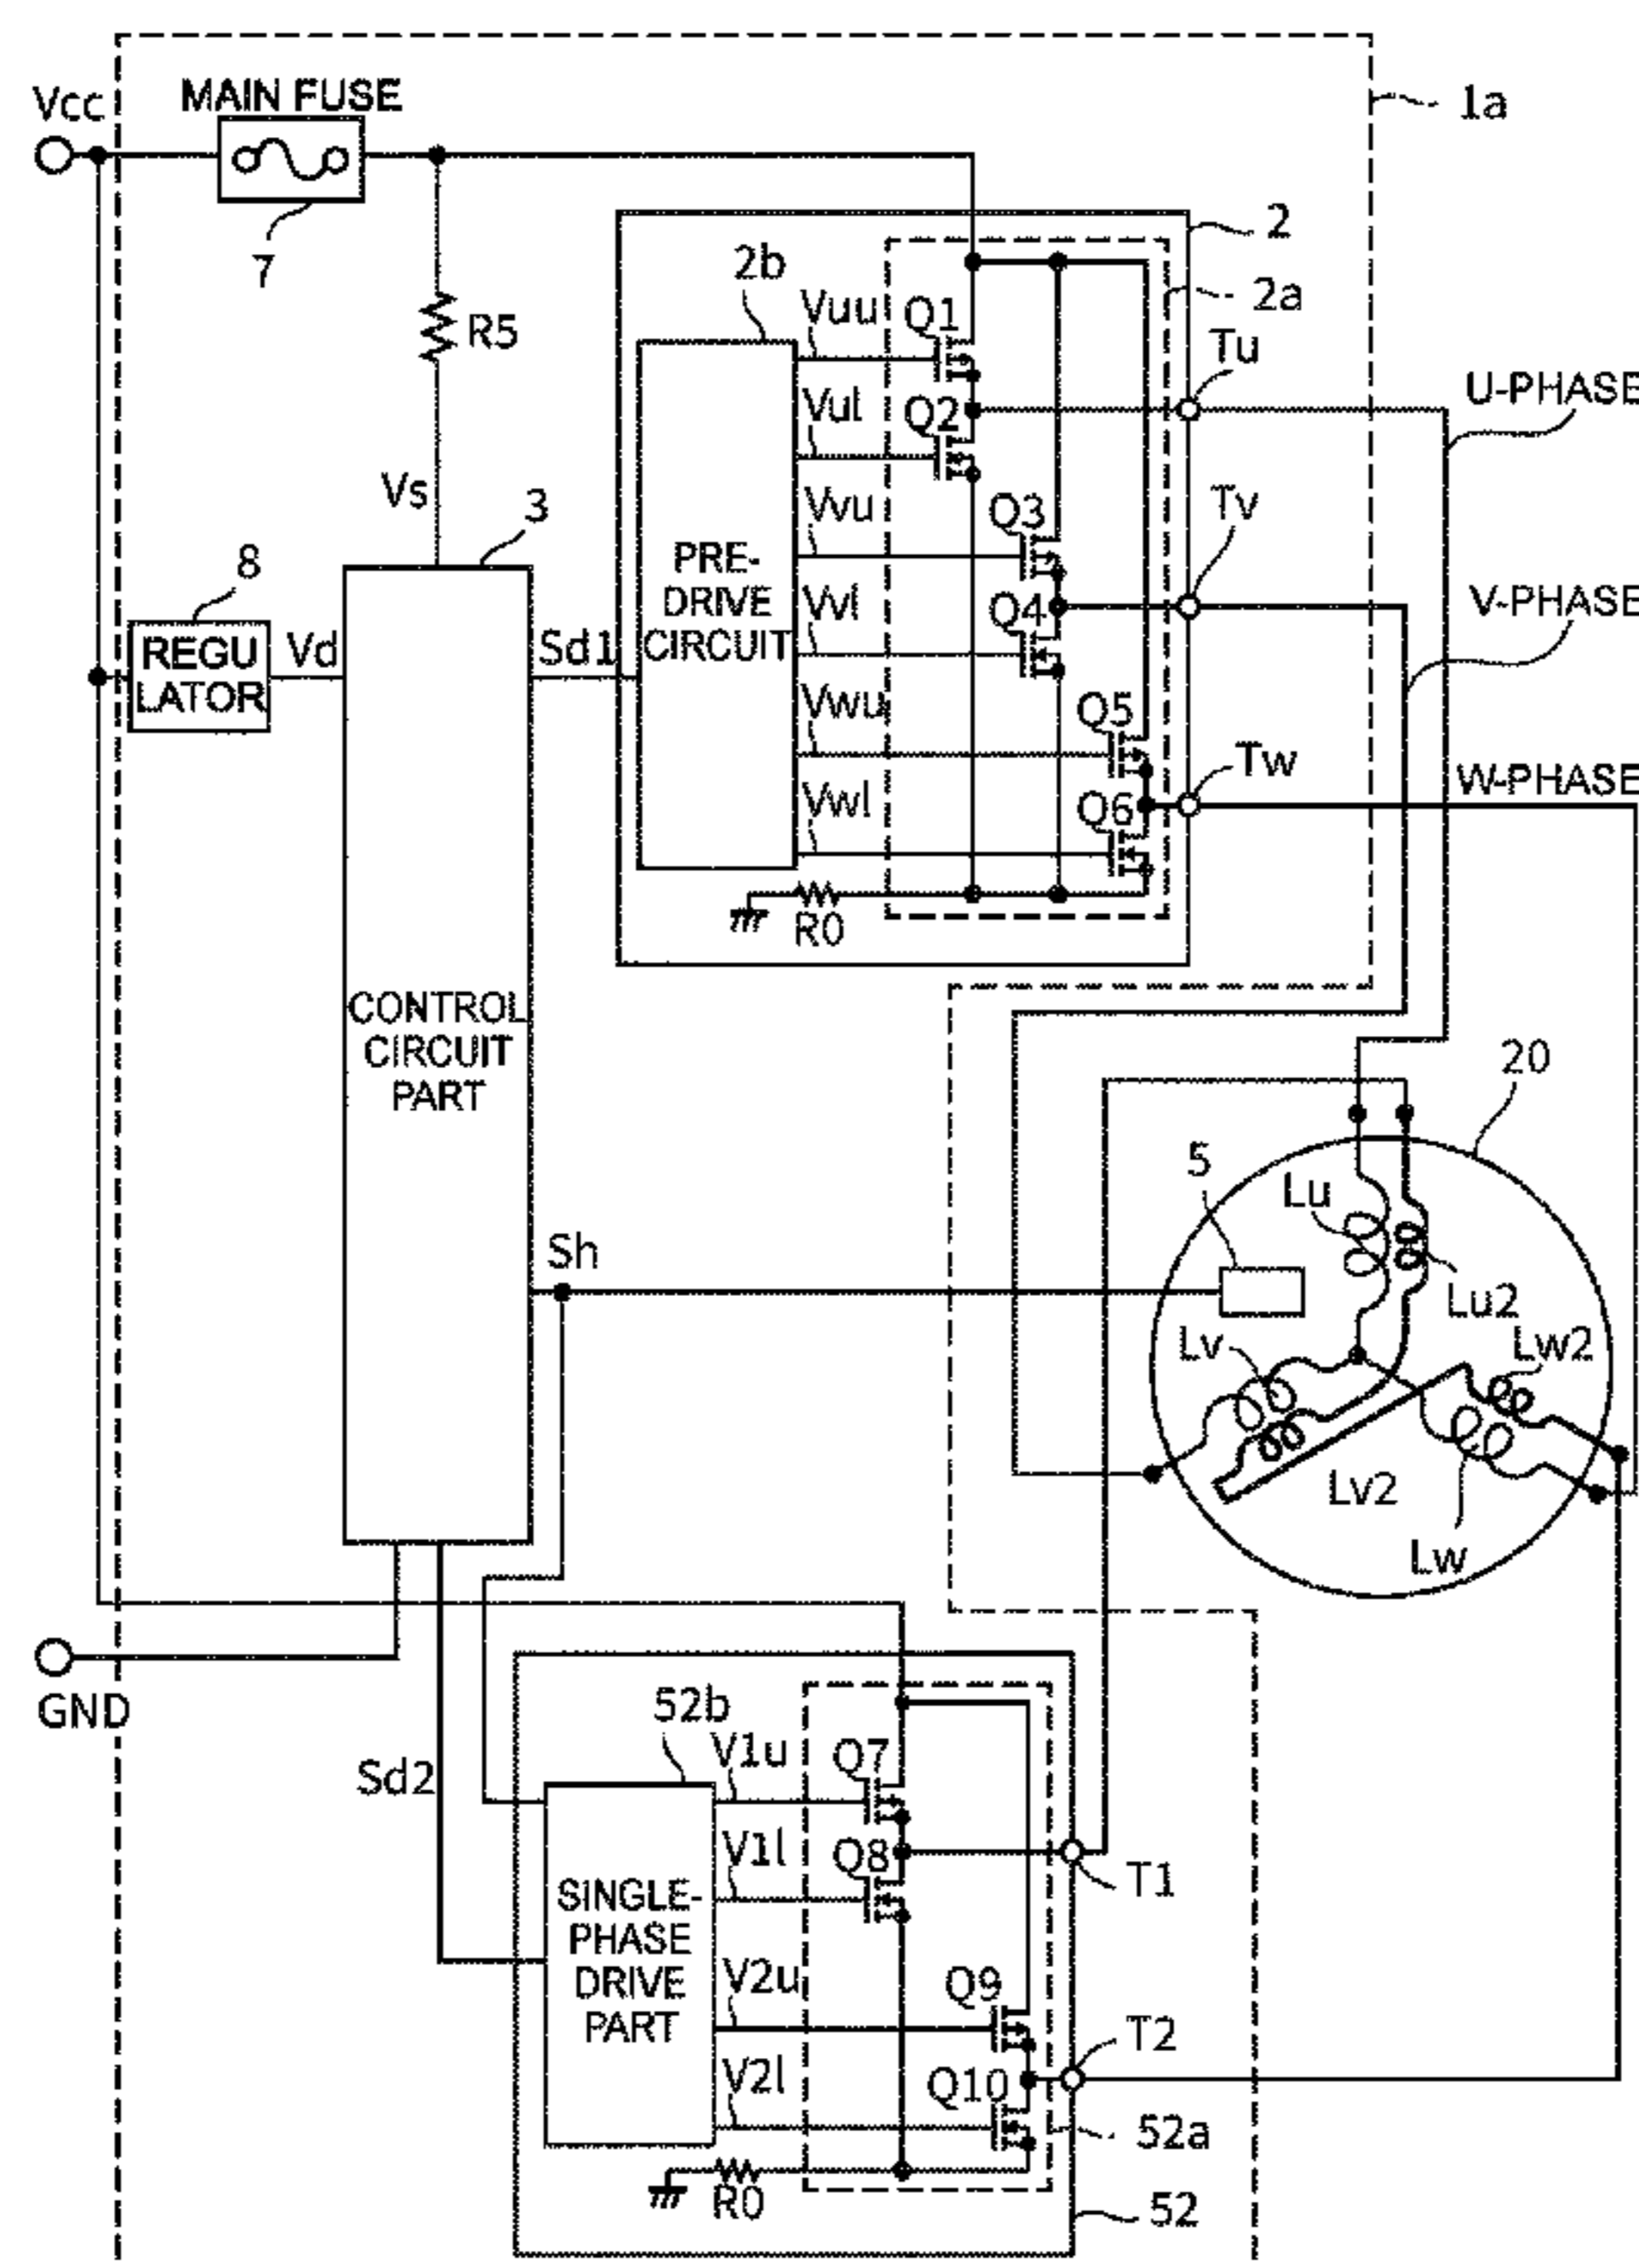 Vcc
MAIN FUSE
1a
7
2
2b
2a
Vuu
Q1
R5
Tu
U-PHASE
Vul
Q2
Vs
3
Vvu
Q3
Tv
8
PRE-
DRIVE
CIRCUIT
Vvl
Q4
V-PHASE
REGU
LATOR
Vd
Sd1
Vwu
Q5
Tw
W-PHASE
Vwl
Q6
R0
CONTROL
CIRCUIT
PART
20
5
Lu
Sh
Lu2
Lv
Lw2
Lv2
Lw
GND
52b
V1u
Q7
Sd2
V1l
Q8
T1
SINGLE-
PHASE
DRIVE
PART
V2u
Q9
T2
V2l
Q10
52a
R0
52